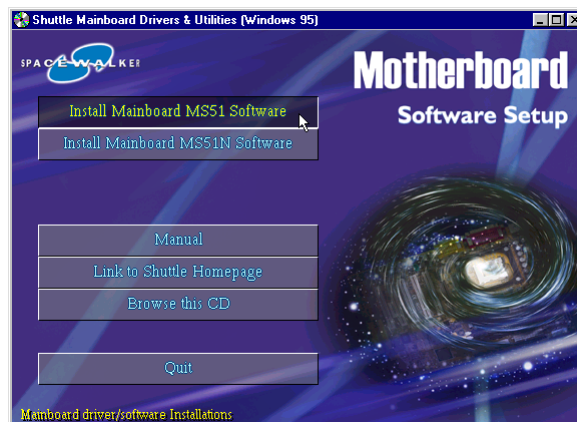 Shuttle Mainboard Drivers & Utilities (Windows 95)
SPACEWALKER
Motherboard
Software Setup
Install Mainboard MS51 Software
Install Mainboard MS51N Software
Manual
Link to Shuttle Homepage
Browse this CD
Quit
Mainboard driver/software Installations